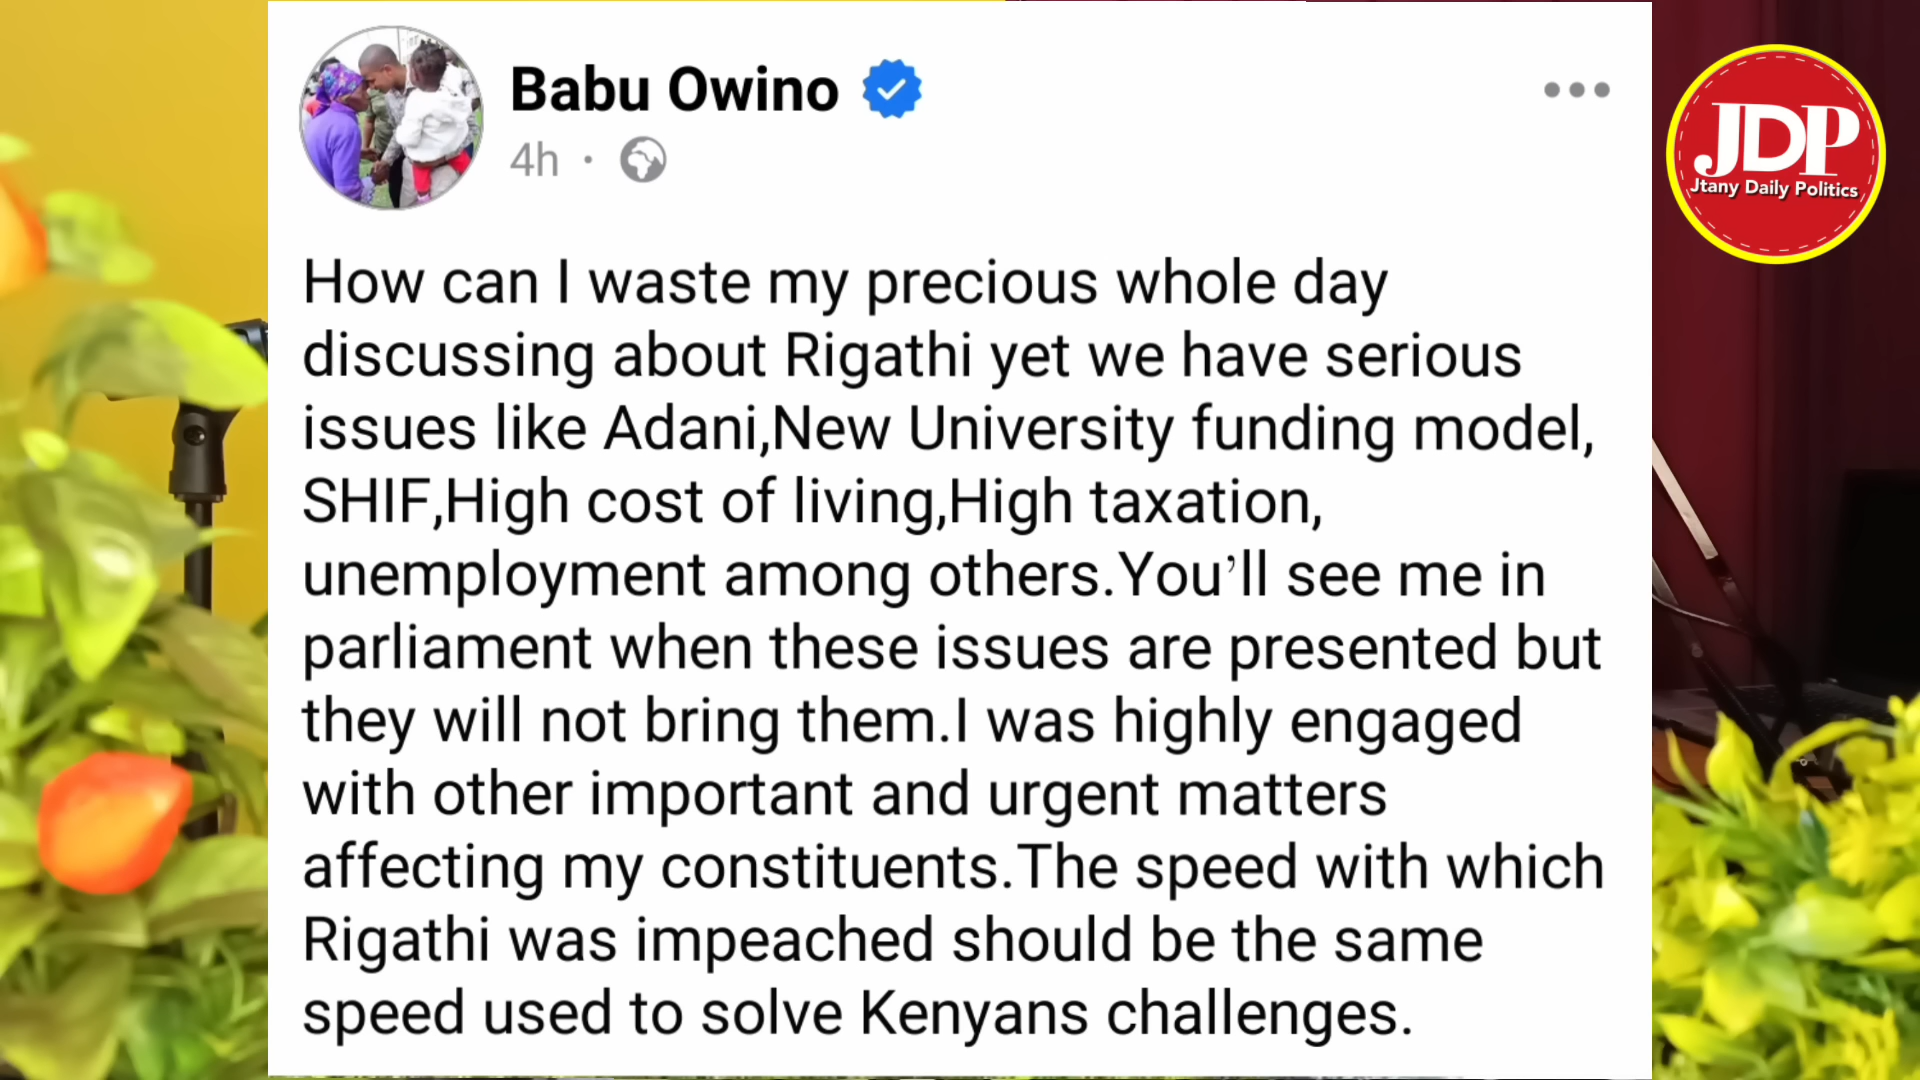 Babu Owino
4h
JDP
Jtany Daily Politics
How can I waste my precious whole day
discussing about Rigathi yet we have serious
issues like Adani,New University funding model,
SHIF,High cost of living,High taxation,
unemployment among others.You’ll see me in
parliament when these issues are presented but
they will not bring them.I was highly engaged
with other important and urgent matters
affecting my constituents.The speed with which
Rigathi was impeached should be the same
speed used to solve Kenyans challenges.